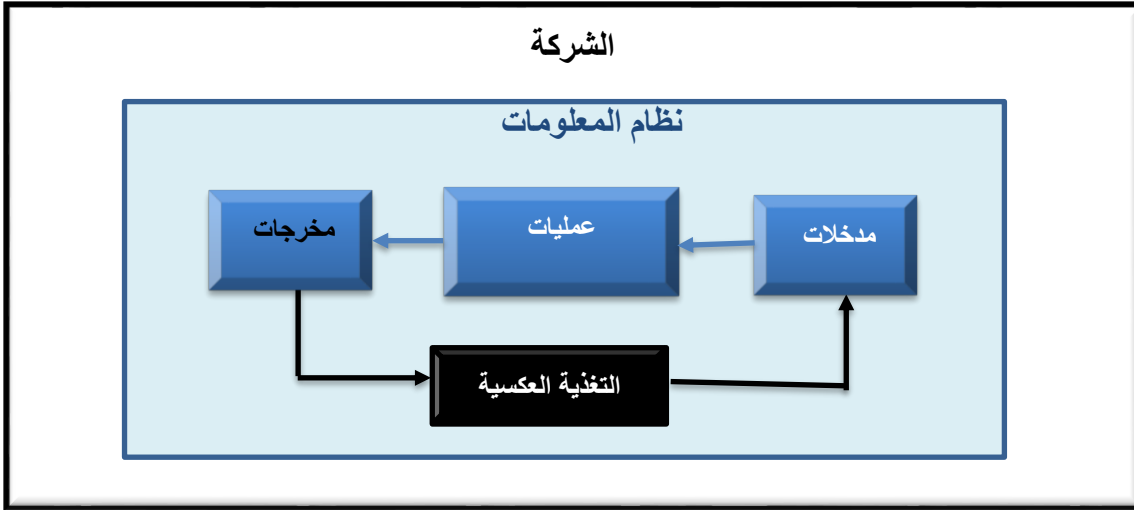 الشركة
نظام المعلومات
مدخلات
عمليات
مخرجات
التغذية العكسية